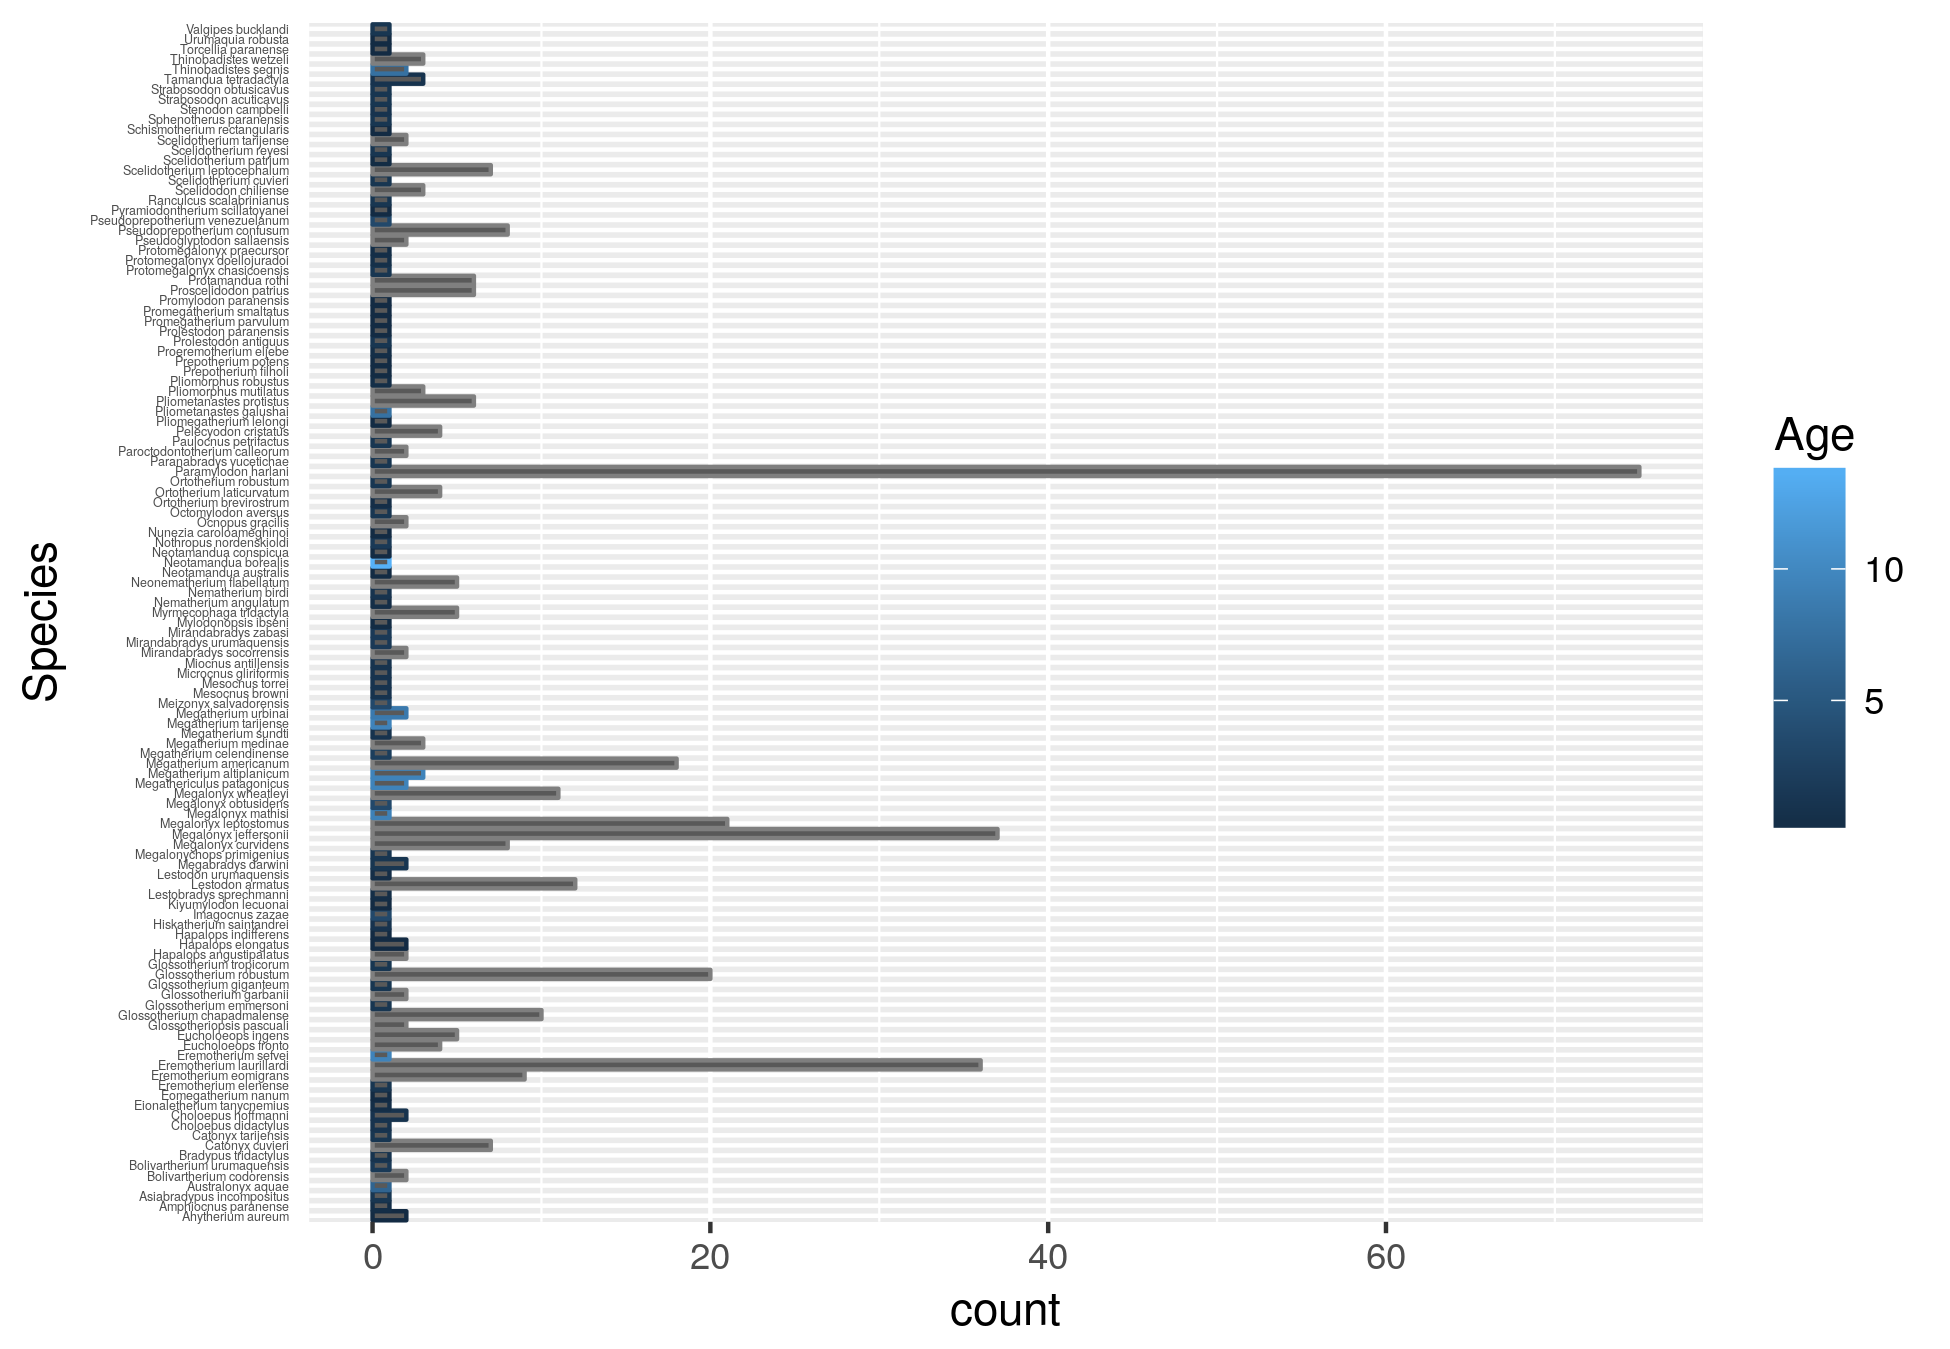 Valgipes bucklandi
Urumaquia robusta
Torcellia paranense
Thinobadistes wetzeli
Thinobadistes segnis
Tamandua tetradactyla
Strabosodon obtusicavus
Strabosodon acuticavus
Stenodon campbelli
Sphenotherus paranensis
Schismotherium rectangularis
Scelidotherium tarijense
Scelidotherium reyesi
Scelidotherium patrium
Scelidotherium leptocephalum
Scelidotherium cuvieri
Scelidodon chiliense
Ranculcus scalabrinianus
Pyramiodontherium scillatoyanei
Pseudoprepotherium venezuelanum
Pseudoprepotherium confusum
Pseudoglyptodon sallaensis
Protomegalonyx praecursor
Protomegalonyx doellojuradoi
Protomegalonyx chasicoensis
Protamandua rothi
Proscelidodon patrius
Promylodon paranensis
Promegatherium smaltatus
Promegatherium parvulum
Prolestodon paranensis
Prolestodon antiguus
Proeremotherium eljebe
Prepotherium potens
Prepotherium filholi
Pliomorphus robustus
Pliomorphus mutilatus
Pliometanastes protistus
Pliometanastes galushai
Pliomegatherium lelongi
Pelecyodon cristatus
Paulocnus petrifactus
Paroctodontotherium calleorum
Paranabradys vucetichae
Paramylodon harlani
Ortotherium robustum
Ortotherium laticurvatum
Ortotherium brevirostrum
Octomylodon aversus
Ocnopus gracilis
Nunezia caroloameghinoi
Nothropus nordenskioldi
Neotamandua conspicua
Neotamandua borealis
Neotamandua australis
Neonematherium flabellatum
Nematherium birdi
Nematherium angulatum
Myrmecophaga tridactyla
Mylodonopsis ibseni
Mirandabradys zabasi
Mirandabradys urumaquensis
Mirandabradys socorrensis
Miocnus antillensis
Microcnus gliriformis
Mesocnus torrei
Mesocnus browni
Meizonyx salvadorensis
Megatherium urbinai
Megatherium tarijense
Megatherium sundti
Megatherium medinae
Megatherium celendinense
Megatherium americanum
Megatherium altiplanicum
Megathericulus patagonicus
Megalonyx wheatleyi
Megalonyx obtusidens
Megalonyx mathisi
Megalonyx leptostomus
Megalonyx jeffersonii
Megalonyx curvidens
Megalonychops primigenius
Megabradys darwini
Lestodon urumaquensis
Lestodon armatus
Lestobradys sprechmanni
Kiyumylodon lecuonai
Imagocnus zazae
Hiskatherium saintandrei
Hapalops indifferens
Hapalops elongatus
Hapalops angustipalatus
Glossotherium tropicorum
Glossotherium robustum
Glossotherium giganteum
Glossotherium garbanii
Glossotherium emmersoni
Glossotherium chapadmalense
Glossotheriopsis pascuali
Eucholoeops ingens
Eucholoeops fronto
Eremotherium sefvei
Eremotherium laurillardi
Eremotherium eomigrans
Eremotherium elenense
Eomegatherium nanum
Eionaletherium tanycnemius
Choloepus hoffmanni
Choloepus didactylus
Catonyx tarijensis
Catonyx cuvieri
Bradypus tridactylus
Bolivartherium urumaquensis
Bolivartherium codorensis
Australonyx aquae
Asiabradypus incompositus
Amphiocnus paranense
Ahytherium aureum
Species
0 20 40 60
count
Age
10
5